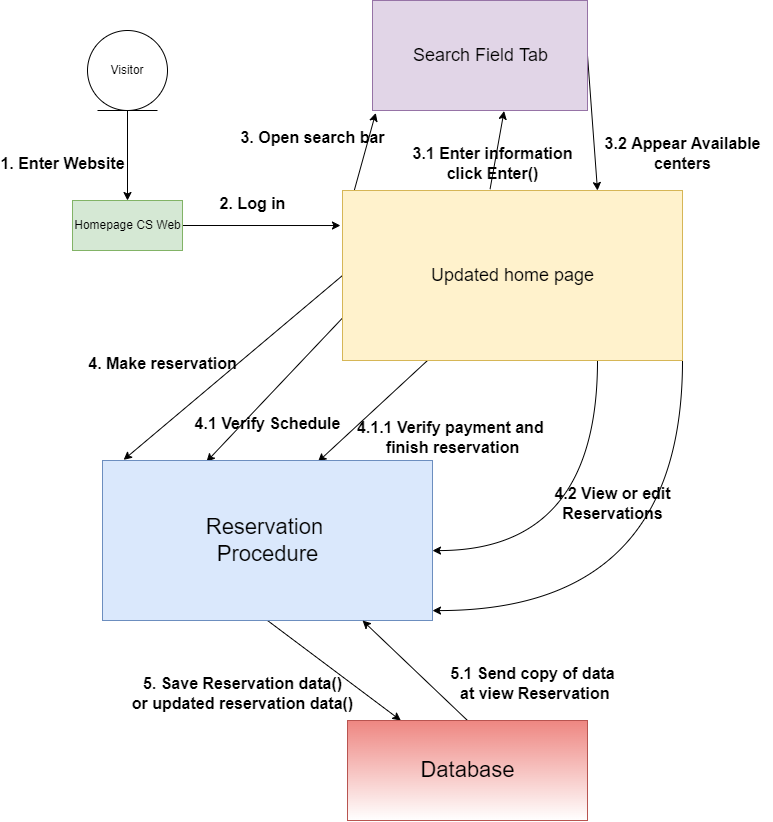 Search Field Tab
Visitor
3. Open search bar
3.1 Enter information
click Enter()
3.2 Appear Available
centers
1. Enter Website
2. Log in
Homepage CS Web
Updated home page
4. Make reservation
4.1 Verify Schedule
4.1.1 Verify payment and
finish reservation
4.2 View or edit
Reservations
Reservation
Procedure
5. Save Reservation data()
or updated reservation data()
5.1 Send copy of data
at view Reservation
Database